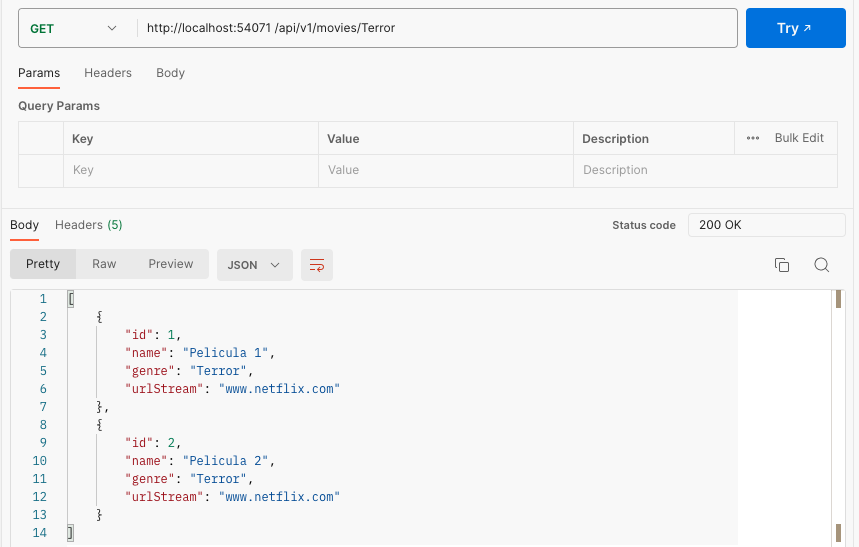 GET http://localhost:54071 /api/v1/movies/Terror Try ↗
Params Headers Body
Query Params
Key Value Description ••• Bulk Edit
Key Value Description
Body Headers (5) Status code 200 OK
Pretty Raw Preview JSON
1 [
2 {
3 "id": 1,
4 "name": "Pelicula 1",
5 "genre": "Terror",
6 "urlStream": "www.netflix.com"
7 },
8 {
9 "id": 2,
10 "name": "Pelicula 2",
11 "genre": "Terror",
12 "urlStream": "www.netflix.com"
13 }
14 ]